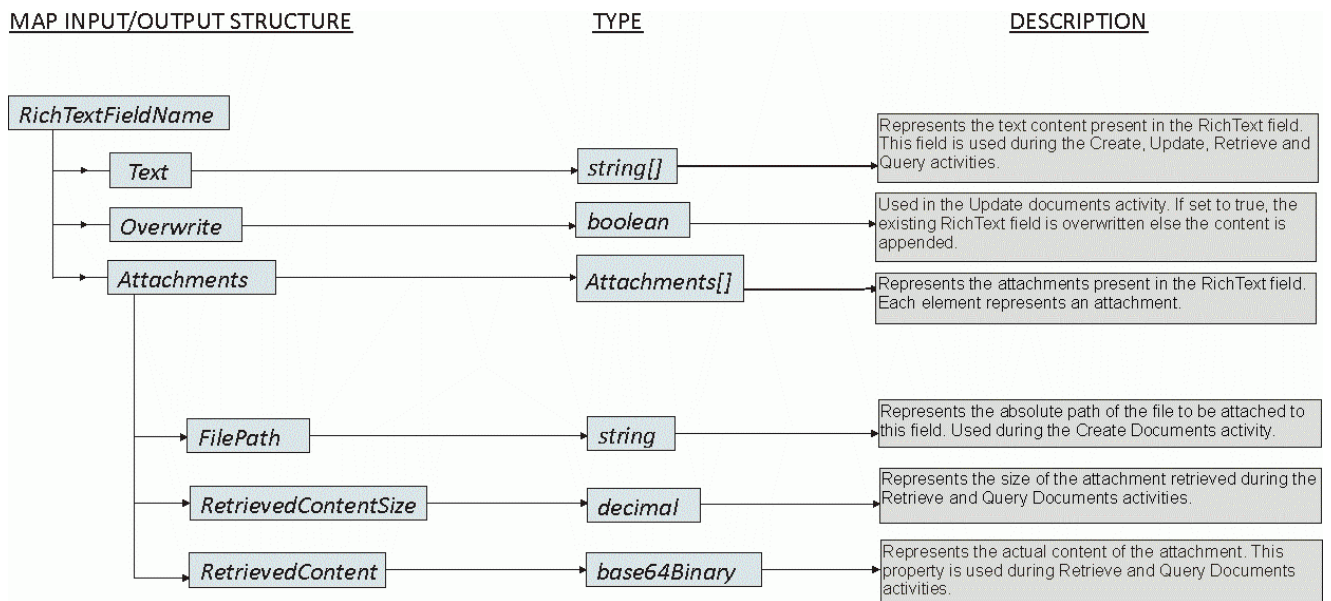 MAP INPUT/OUTPUT STRUCTURE
TYPE
DESCRIPTION
RichTextFieldName
Text
string[]
Represents the text content present in the RichText field.
This field is used during the Create, Update, Retrieve and
Query activities.
Overwrite
boolean
Used in the Update documents activity. If set to true, the
existing RichText field is overwritten else the content is
appended.
Attachments
Attachments[]
Represents the attachments present in the RichText field.
Each element represents an attachment.
FilePath
string
Represents the absolute path of the file to be attached to
this field. Used during the Create Documents activity.
RetrievedContentSize
decimal
Represents the size of the attachment retrieved during the
Retrieve and Query Documents activities.
RetrievedContent
base64Binary
Represents the actual content of the attachment. This
property is used during Retrieve and Query Documents
activities.